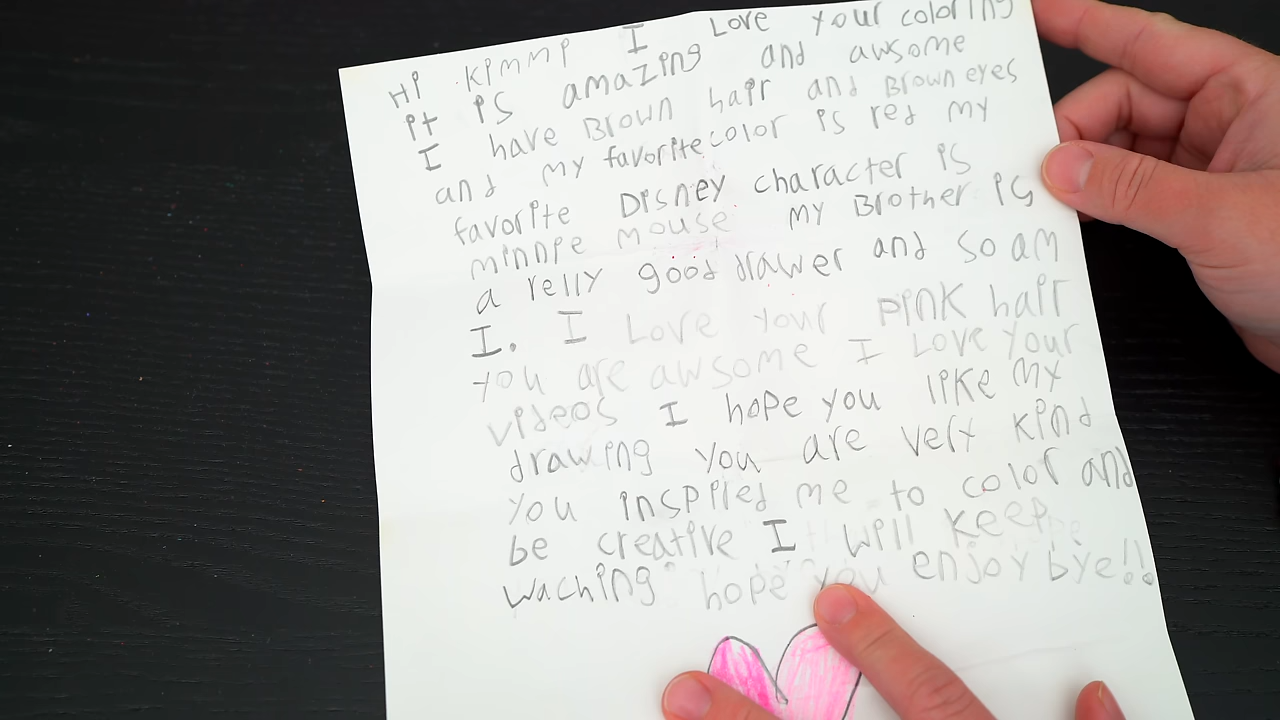 Hi Kimmi I Love your coloring
it is amazing and awsome
I have Brown hair and Brown eyes
and my favorite color is red my
favorite Disney character is
minnie mouse my Brother is
a relly good drawer and so am
I. I Love your pink hair
you are awsome I Love your
videos I hope you like my
drawing you are very kind
you inspiied me to color and
be creative I will keep
waching hope you enjoy bye!!